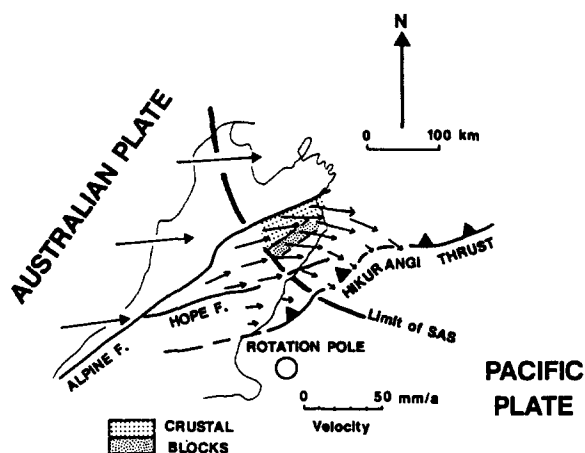 N
0 100 km
AUSTRALIAN PLATE
HIKURANGI THRUST
HOPE F.
Limit of SAS
ALPINE F.
ROTATION POLE
PACIFIC
PLATE
0 50 mm/a
Velocity
CRUSTAL
BLOCKS